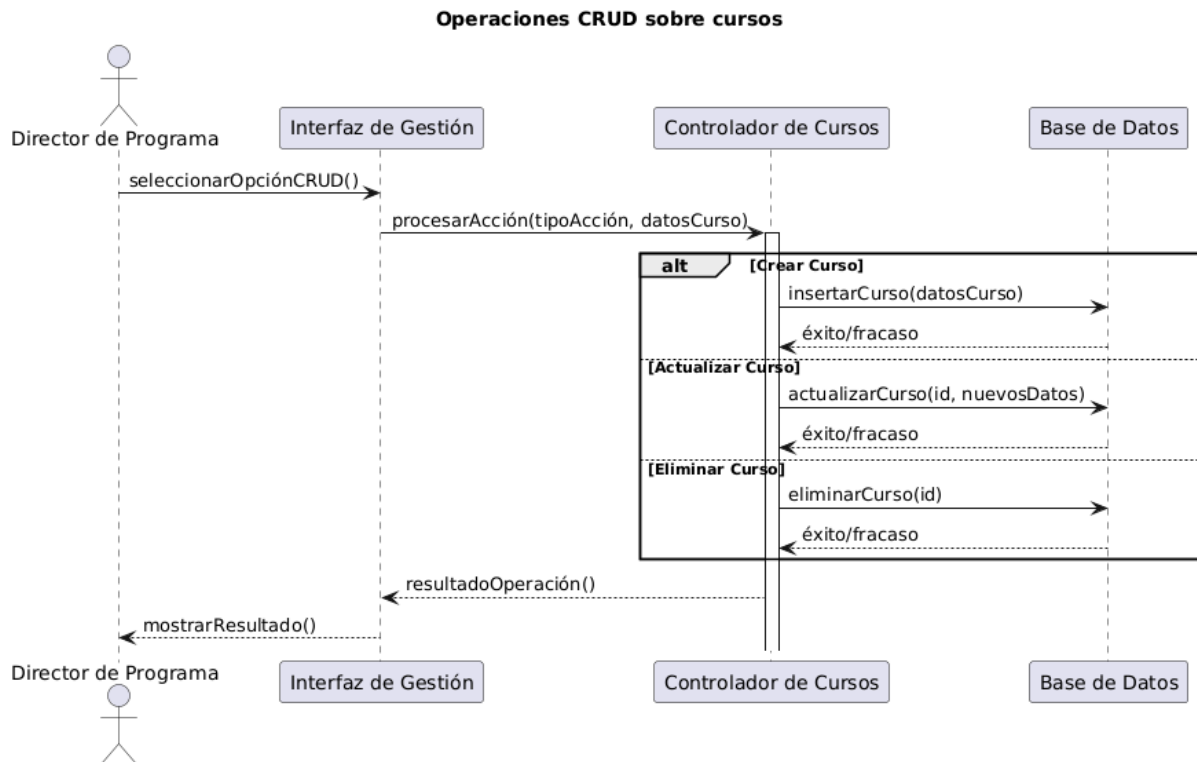 Operaciones CRUD sobre cursos
Director de Programa
Interfaz de Gestión
Controlador de Cursos
Base de Datos
seleccionarOpciónCRUD()
procesarAcción(tipoAcción, datosCurso)
alt
[Crear Curso]
insertarCurso(datosCurso)
éxito/fracaso
[Actualizar Curso]
actualizarCurso(id, nuevosDatos)
éxito/fracaso
[Eliminar Curso]
eliminarCurso(id)
éxito/fracaso
resultadoOperación()
mostrarResultado()
Director de Programa
Interfaz de Gestión
Controlador de Cursos
Base de Datos